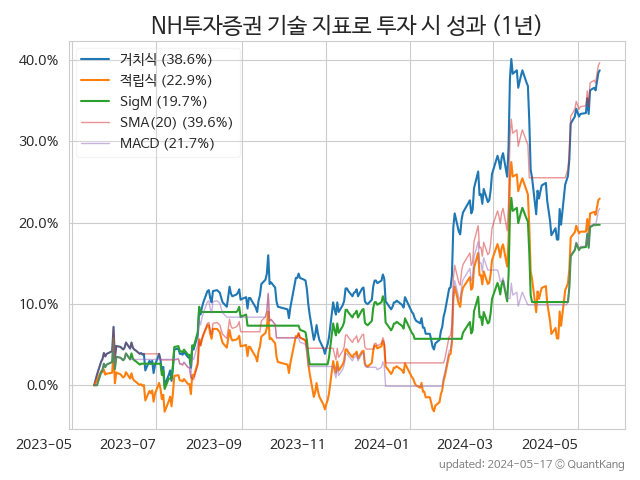 NH투자증권 기술 지표로 투자 시 성과 (1년)
거치식 (38.6%)
적립식 (22.9%)
SigM (19.7%)
SMA(20) (39.6%)
MACD (21.7%)
40.0%
30.0%
20.0%
10.0%
0.0%
2023-05 2023-07 2023-09 2023-11 2024-01 2024-03 2024-05
updated: 2024-05-17 © QuantKang